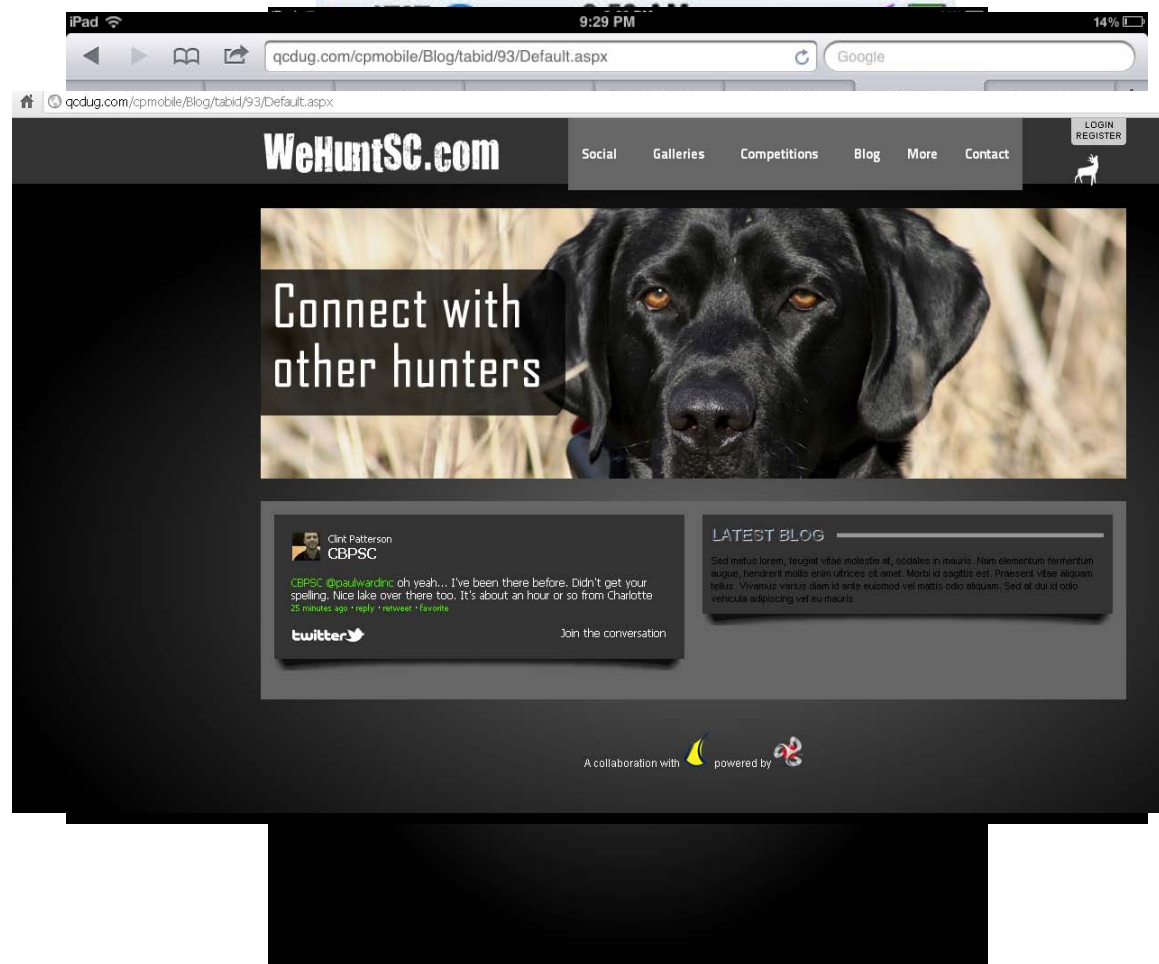 iPad 9:29 PM 14%
qcdug.com/cpmobile/Blog/tabid/93/Default.aspx Google
qcdug.com/cpmobile/Blog/tabid/93/Default.aspx
LOGIN
REGISTER
WeHuntSC.com Social Galleries Competitions Blog More Contact
Connect with
other hunters
Clint Patterson
CBPSC
CBPSC @paulwardinc oh yeah... I've been there before. Didn't get your
spelling. Nice lake over there too. It's about an hour or so from Charlotte
25 minutes ago · reply · retweet · favorite
twitter Join the conversation
LATEST BLOG
Sed metus lorem, feugiat vitae molestie at, sodales in mauris. Nam elementum fermentum
augue, hendrerit mollis enim ultrices sit amet. Morbi id sagittis est. Praesent vitae aliquam
tellus. Vivamus varius diam id ante euismod vel mattis odio aliquam. Sed at dui id odio
vehicula adipiscing vel eu mauris
A collaboration with powered by